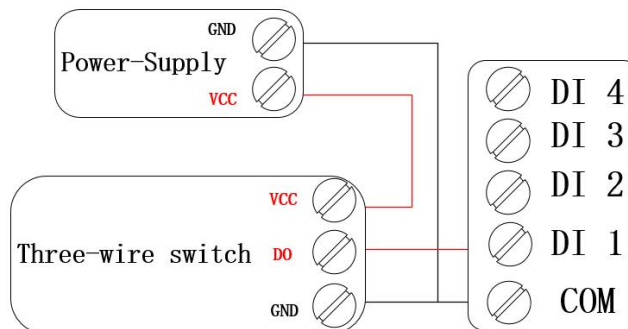 GND
Power-Supply
VCC
DI 4
DI 3
DI 2
VCC
Three-wire switch
DO
DI 1
GND
COM